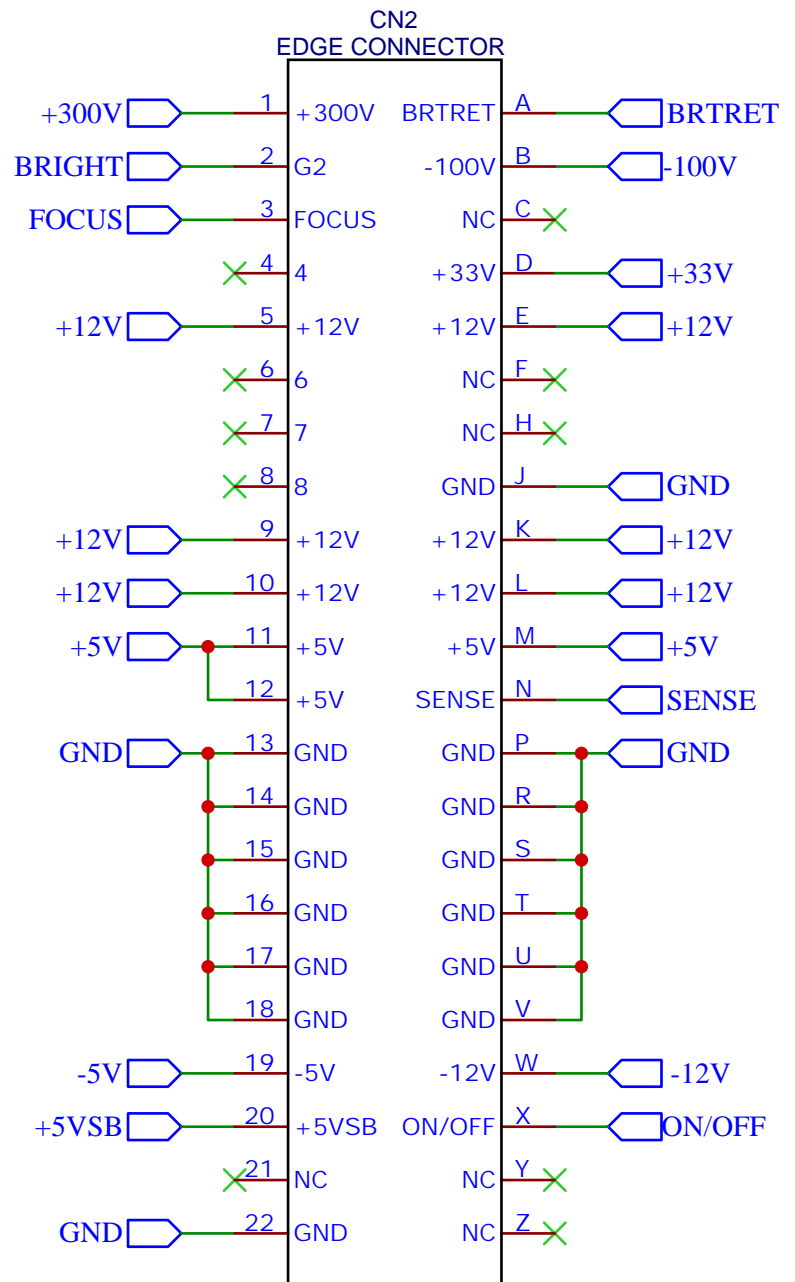 CN2
EDGE CONNECTOR
+300V 1 +300V BRTRET A BRTRET
BRIGHT 2 G2 -100V B -100V
FOCUS 3 FOCUS NC C
4 4 +33V D +33V
+12V 5 +12V +12V E +12V
6 6 NC F
7 7 NC H
8 8 GND J GND
+12V 9 +12V +12V K +12V
+12V 10 +12V +12V L +12V
+5V 11 +5V +5V M +5V
12 +5V SENSE N SENSE
GND 13 GND GND P GND
14 GND GND R
15 GND GND S
16 GND GND T
17 GND GND U
18 GND GND V
-5V 19 -5V -12V W -12V
+5VSB 20 +5VSB ON/OFF X ON/OFF
21 NC NC Y
GND 22 GND NC Z